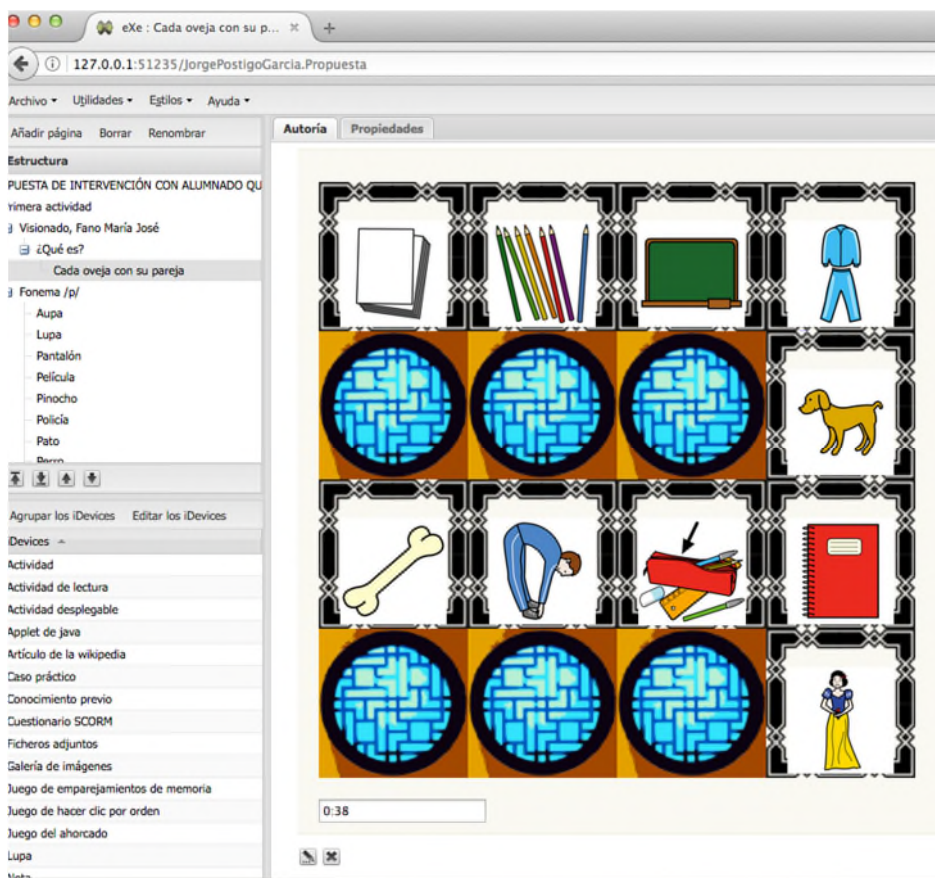 eXe : Cada oveja con su p...
127.0.0.1:51235/JorgePostigoGarcia.Propuesta
Archivo Utilidades Estilos Ayuda
Añadir página Borrar Renombrar
Autoría Propiedades
Estructura
PUESTA DE INTERVENCIÓN CON ALUMNADO QU
rimera actividad
Visionado, Fano María José
¿Qué es?
Cada oveja con su pareja
Fonema /p/
Aupa
Lupa
Pantalón
Película
Pinocho
Policía
Pato
Perro
Agrupar los iDevices Editar los iDevices
iDevices
Actividad
Actividad de lectura
Actividad desplegable
Applet de java
Artículo de la wikipedia
Caso práctico
Conocimiento previo
Cuestionario SCORM
Ficheros adjuntos
Galería de imágenes
Juego de emparejamientos de memoria
Juego de hacer clic por orden
Juego del ahorcado
Lupa
Nota
0:38